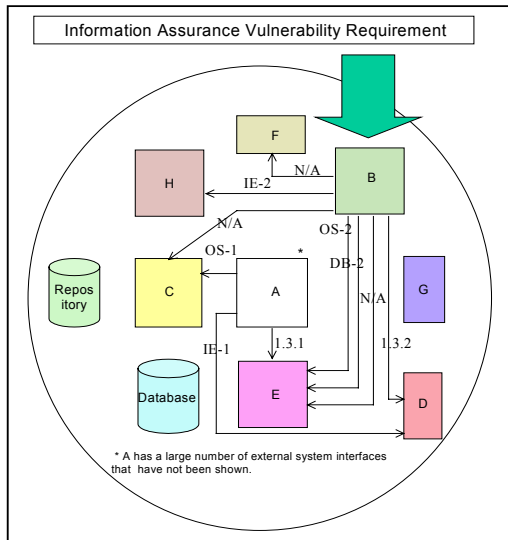 Information Assurance Vulnerability Requirement
F
N/A
B
H
IE-2
N/A
OS-2
OS-1
*
DB-2
Repos
itory
C
A
N/A
G
IE-1
1.3.1
1.3.2
Database
E
D
* A has a large number of external system interfaces
that have not been shown.